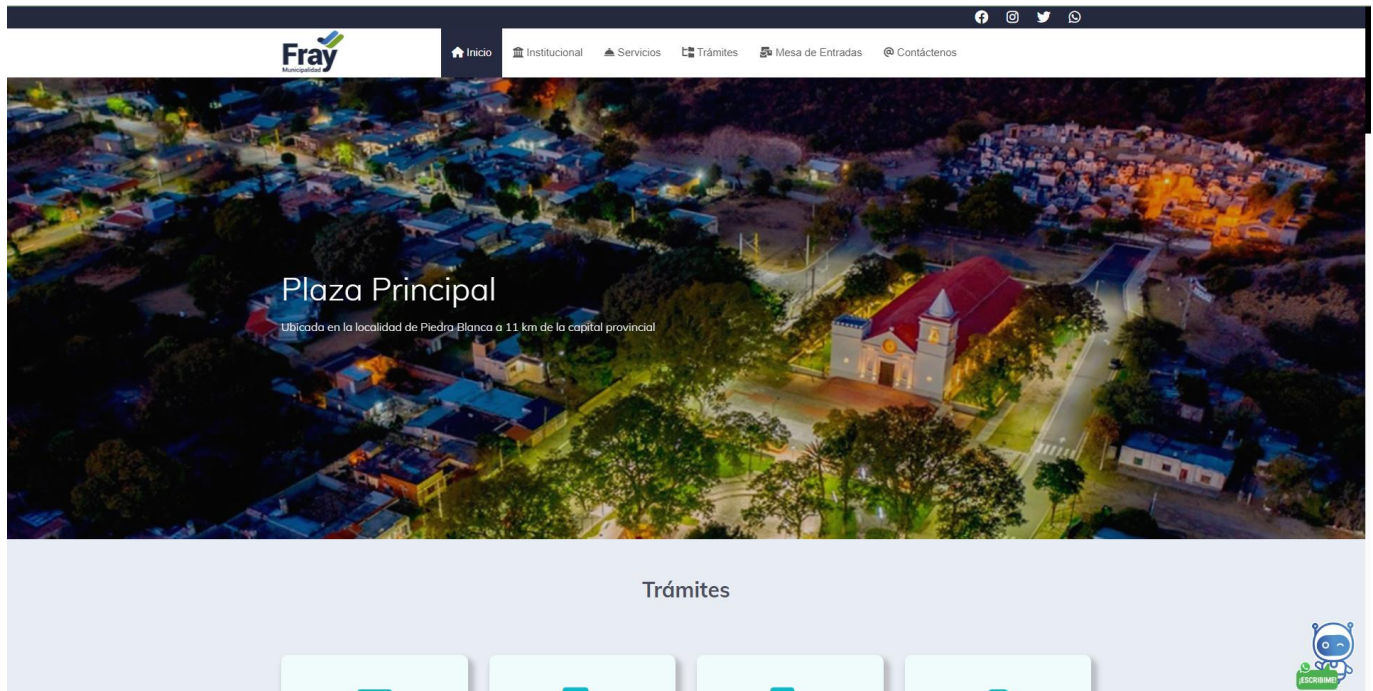 Fray
Municipalidad
Inicio
Institucional
Servicios
Trámites
Mesa de Entradas
Contáctenos
Plaza Principal
Ubicada en la localidad de Piedra Blanca a 11 km de la capital provincial
Trámites
¡ESCRIBIME!